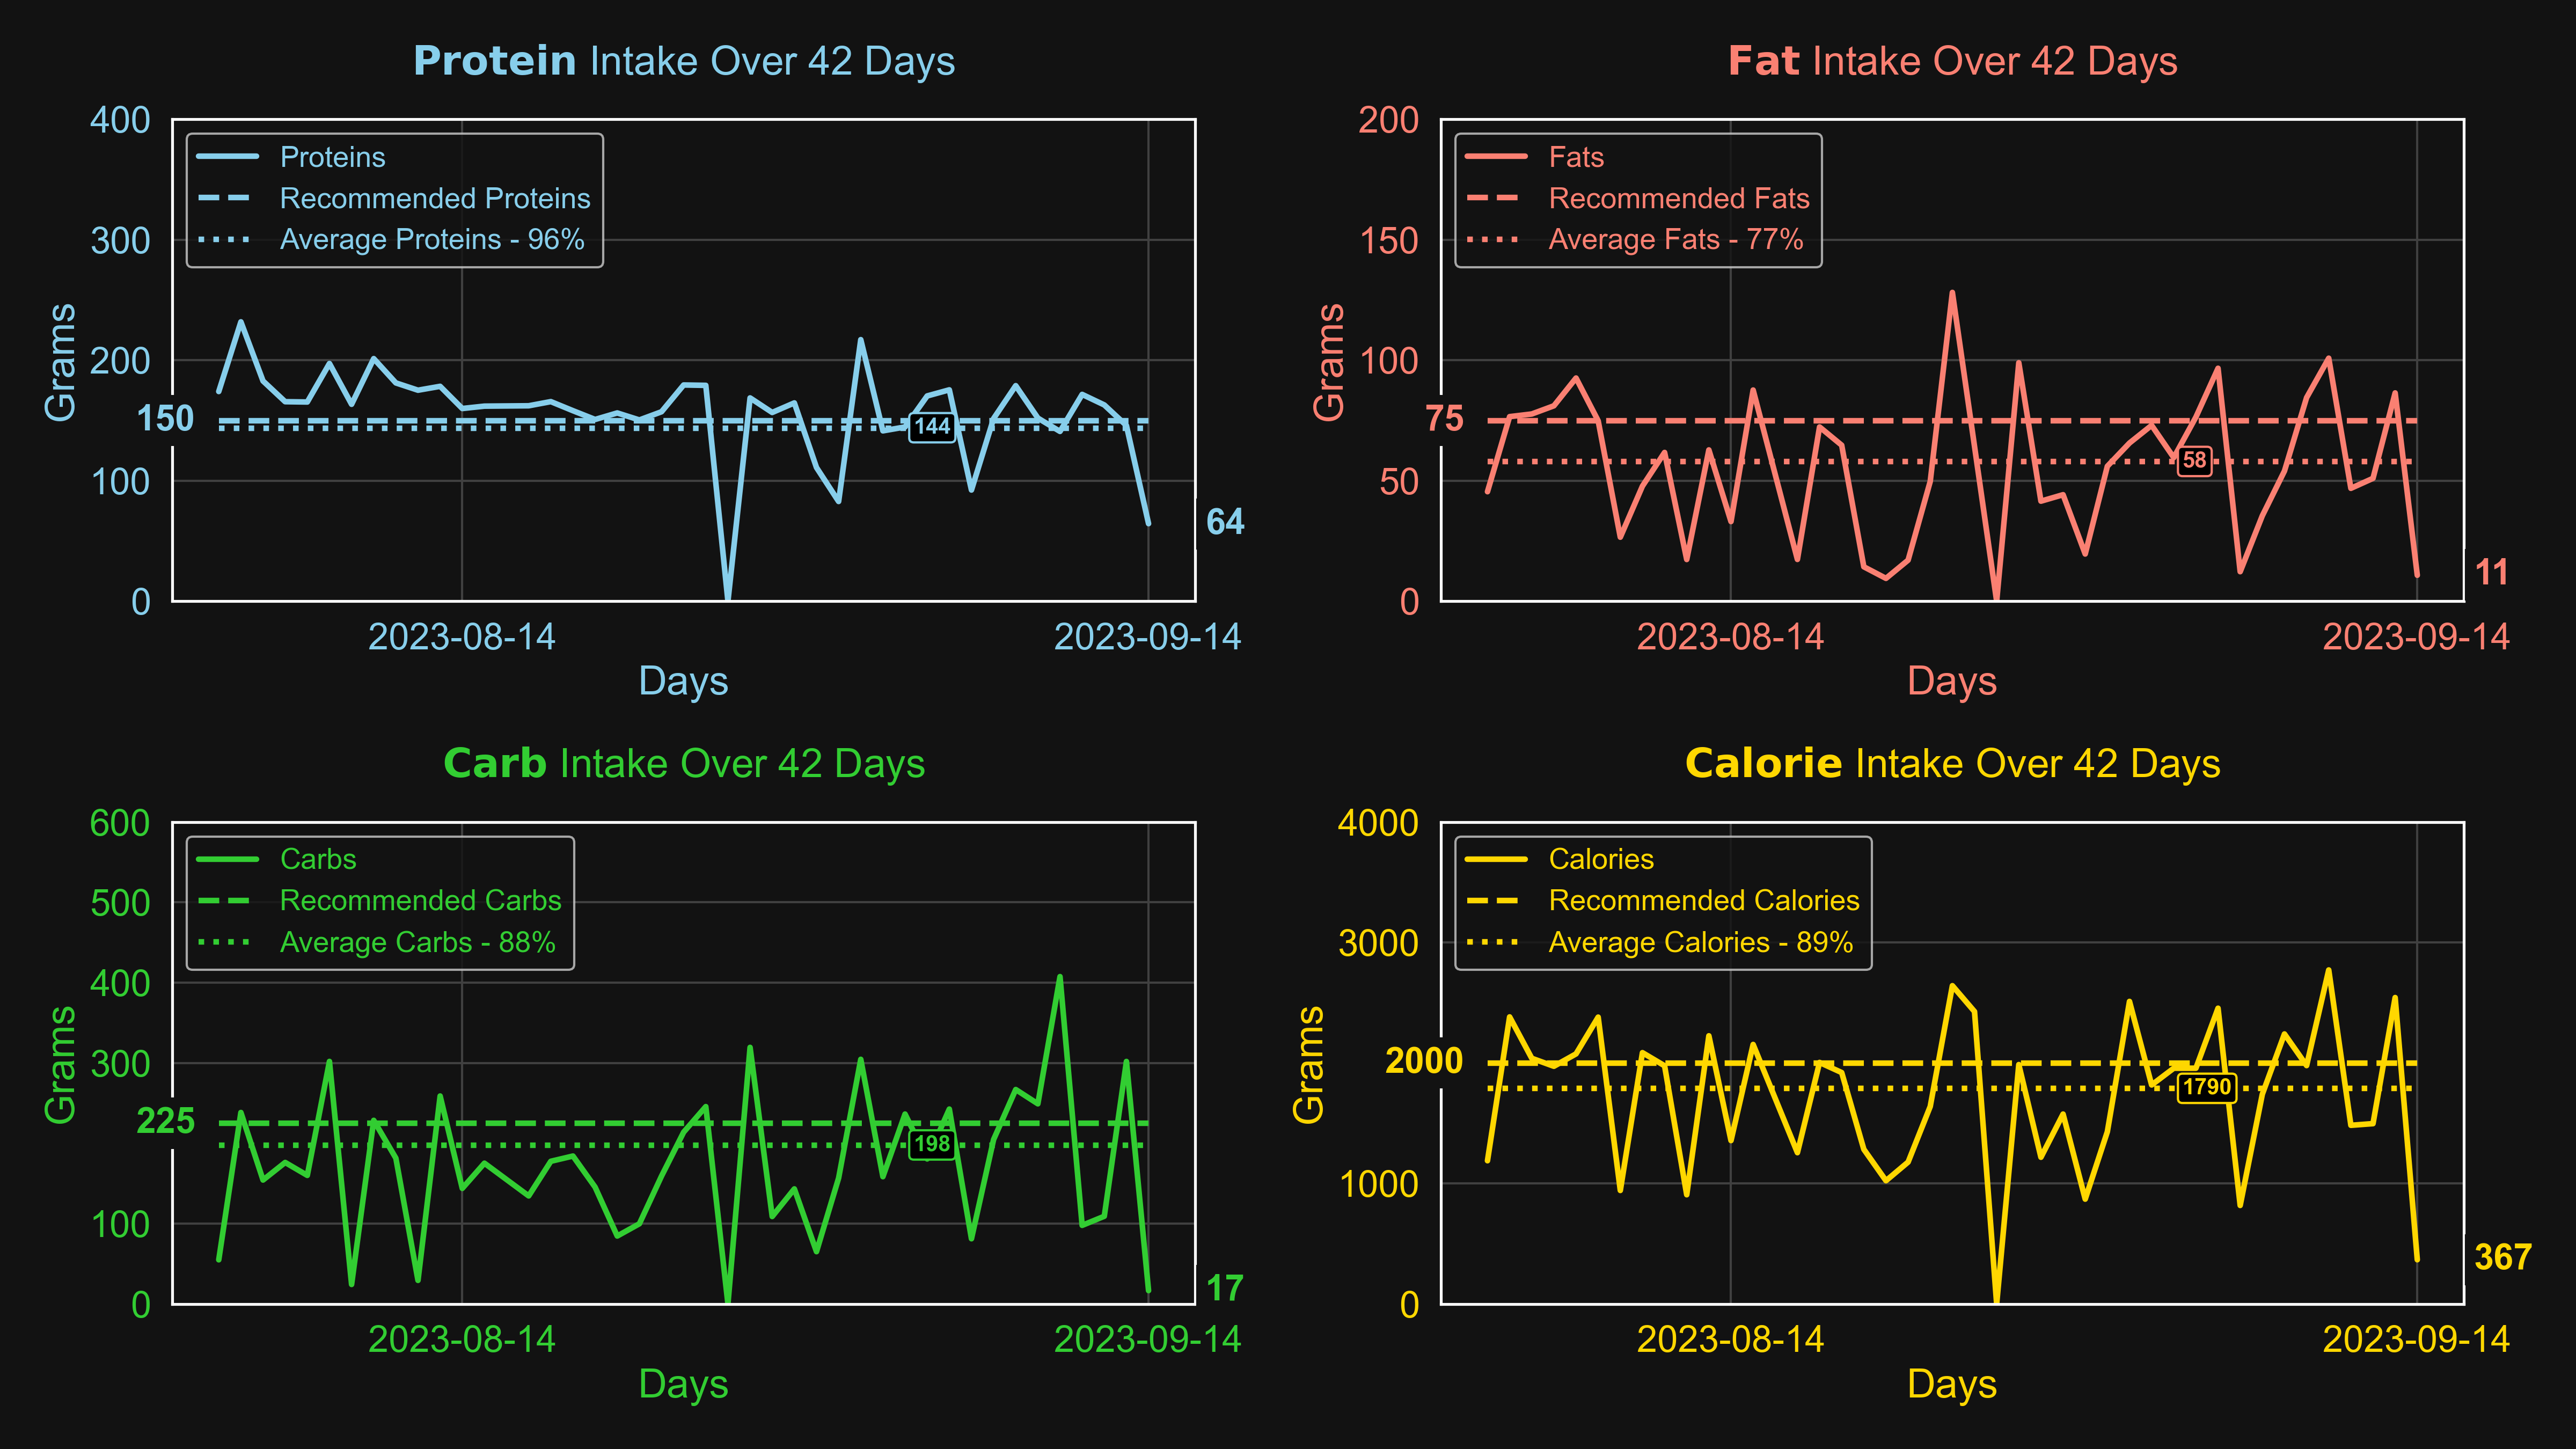 Protein Intake Over 42 Days
400
300
200
150
100
0
Grams
Proteins
Recommended Proteins
Average Proteins - 96%
144
64
2023-08-14
2023-09-14
Days
Fat Intake Over 42 Days
200
150
100
75
50
0
Grams
Fats
Recommended Fats
Average Fats - 77%
58
11
2023-08-14
2023-09-14
Days
Carb Intake Over 42 Days
600
500
400
300
225
100
0
Grams
Carbs
Recommended Carbs
Average Carbs - 88%
198
17
2023-08-14
2023-09-14
Days
Calorie Intake Over 42 Days
4000
3000
2000
1000
0
Grams
Calories
Recommended Calories
Average Calories - 89%
1790
367
2023-08-14
2023-09-14
Days